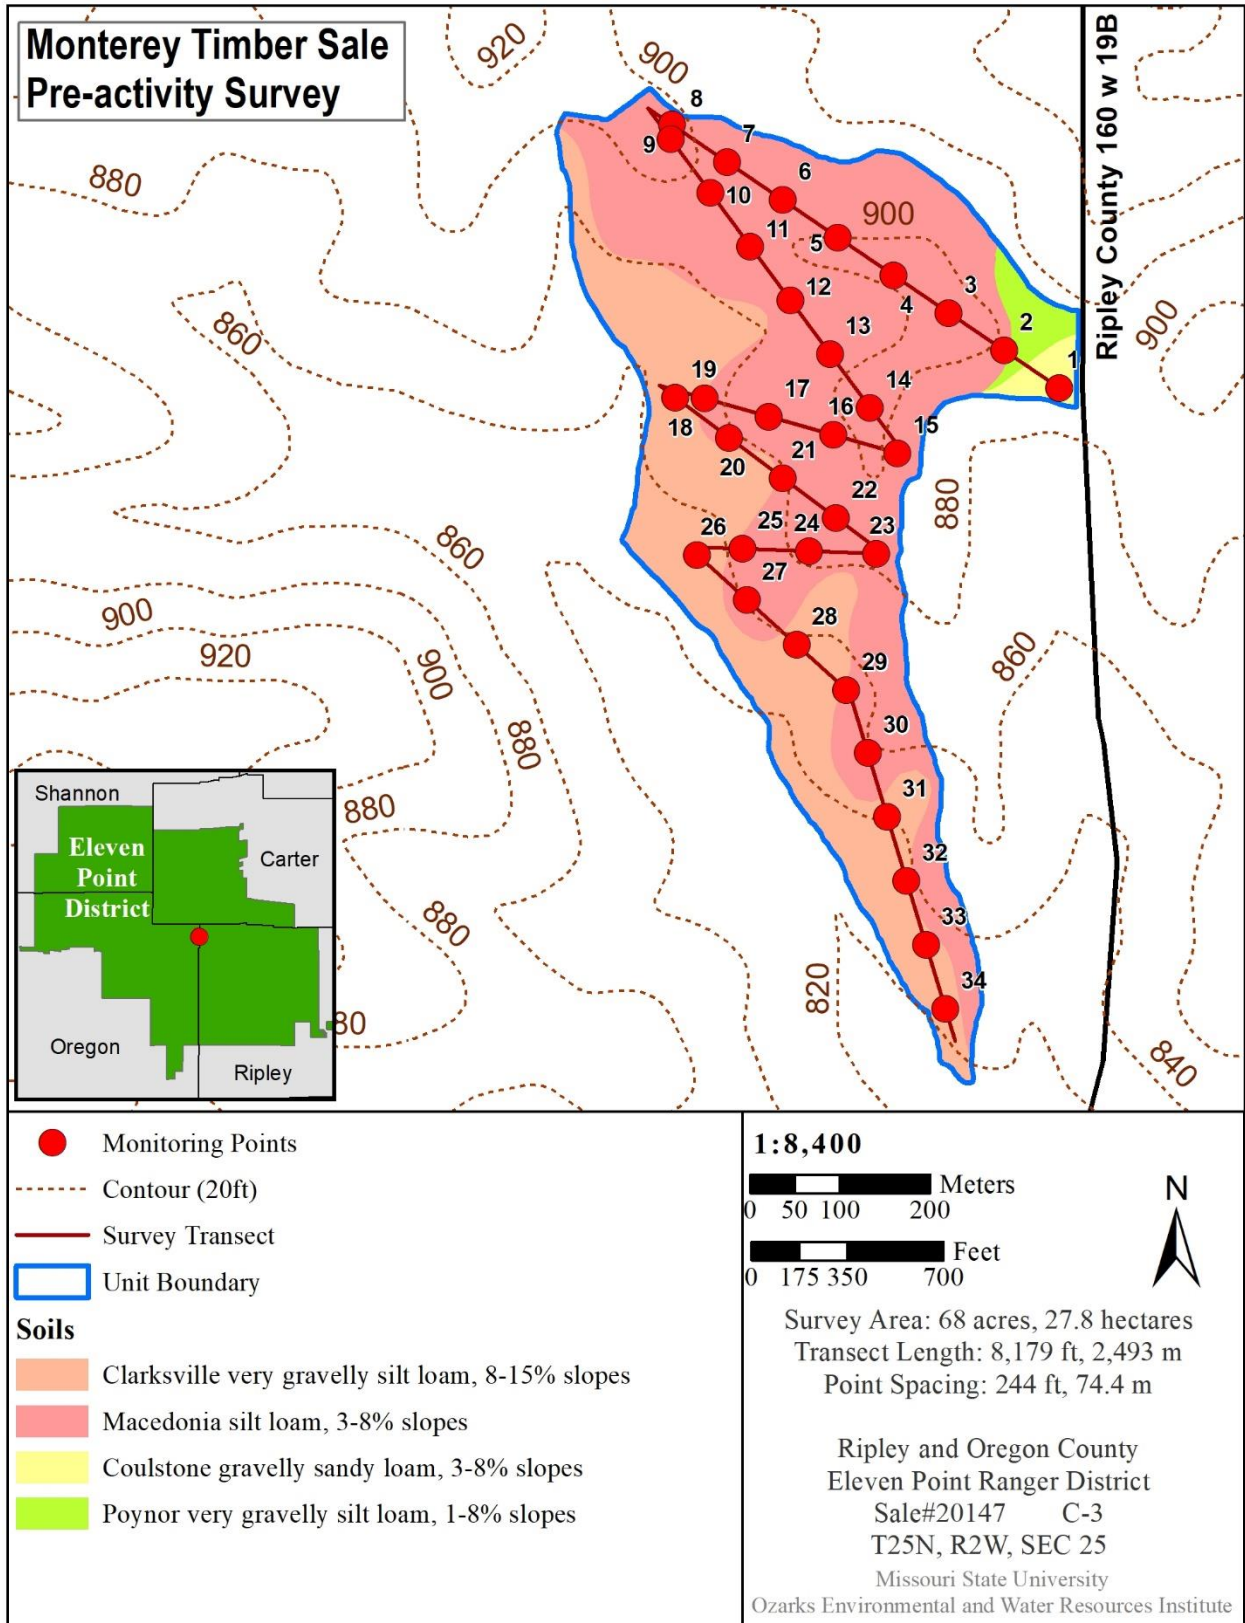 Monterey Timber Sale
Pre-activity Survey
920
900
880
860
900
900
880
860
900
920
900
880
880
880
860
820
840
80
Ripley County 160 w 19B
8
7
9
6
10
5
11
3
12
4
2
13
1
19
17
14
16
18
15
21
20
22
25
24
23
26
27
28
29
30
31
32
33
34
Shannon
Eleven
Point
District
Carter
Oregon
Ripley
Monitoring Points
Contour (20ft)
Survey Transect
Unit Boundary
Soils
Clarksville very gravelly silt loam, 8-15% slopes
Macedonia silt loam, 3-8% slopes
Coulstone gravelly sandy loam, 3-8% slopes
Poynor very gravelly silt loam, 1-8% slopes
1:8,400
Meters
0 50 100 200
Feet
0 175 350 700
N
Survey Area: 68 acres, 27.8 hectares
Transect Length: 8,179 ft, 2,493 m
Point Spacing: 244 ft, 74.4 m
Ripley and Oregon County
Eleven Point Ranger District
Sale#20147 C-3
T25N, R2W, SEC 25
Missouri State University
Ozarks Environmental and Water Resources Institute